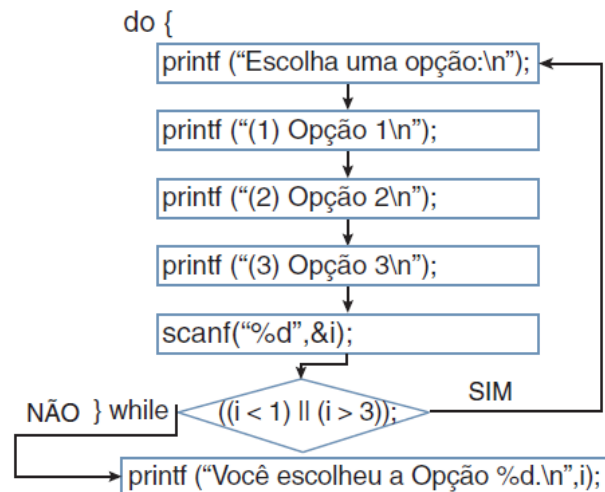 do {
printf (“Escolha uma opção:\n”);
printf (“(1) Opção 1\n”);
printf (“(2) Opção 2\n”);
printf (“(3) Opção 3\n”);
scanf(“%d”,&i);
SIM
NÃO } while ((i < 1) || (i > 3));
printf (“Você escolheu a Opção %d.\n”,i);